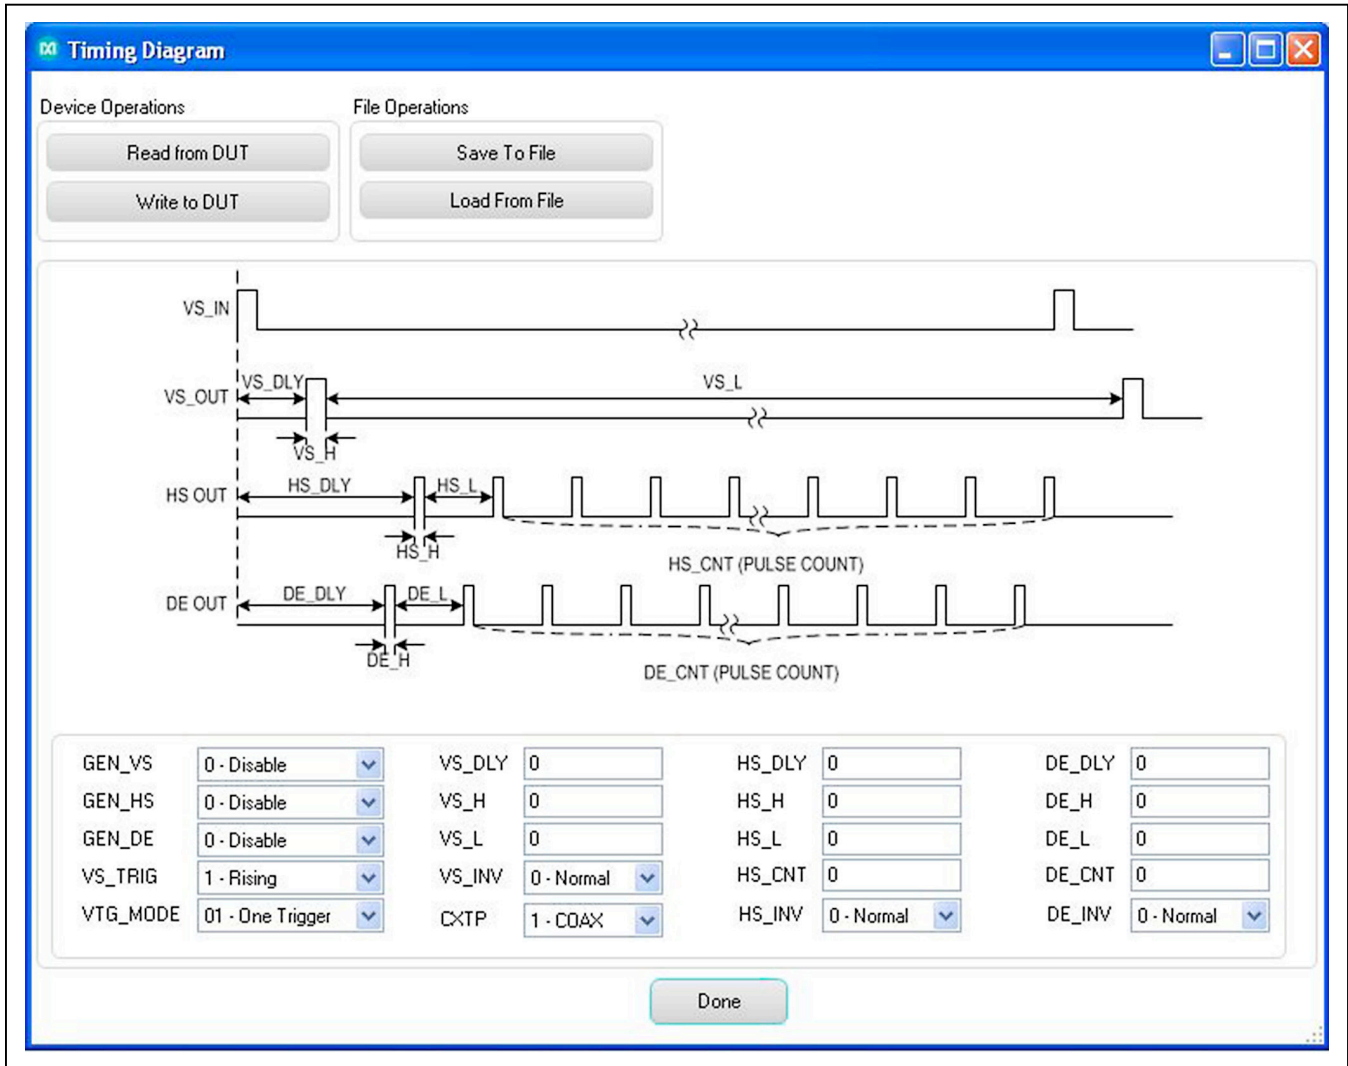 Timing Diagram
Device Operations
File Operations
Read from DUT
Save To File
Write to DUT
Load From File
VS_IN
VS_OUT
VS_DLY
VS_L
VS_H
HS OUT
HS_DLY
HS_L
HS_H
HS_CNT (PULSE COUNT)
DE OUT
DE_DLY
DE_L
DE_H
DE_CNT (PULSE COUNT)
GEN_VS 0 - Disable VS_DLY 0 HS_DLY 0 DE_DLY 0
GEN_HS 0 - Disable VS_H 0 HS_H 0 DE_H 0
GEN_DE 0 - Disable VS_L 0 HS_L 0 DE_L 0
VS_TRIG 1 - Rising VS_INV 0 - Normal HS_CNT 0 DE_CNT 0
VTG_MODE 01 - One Trigger CXTP 1 - COAX HS_INV 0 - Normal DE_INV 0 - Normal
Done